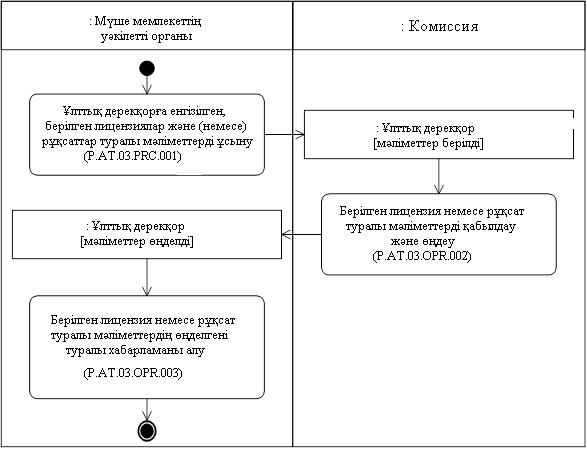 : Мүше мемлекеттің
уәкілетті органы
: Комиссия
Ұлттық дерекқорға енгізілген,
берілген лицензиялар және (немесе)
рұқсаттар туралы мәліметтерді ұсыну
(P.AT.03.PRC.001)
: Ұлттық дерекқор
[мәліметтер берілді]
Берілген лицензия немесе рұқсат
туралы мәліметтерді қабылдау
және өңдеу
(P.AT.03.OPR.002)
: Ұлттық дерекқор
[мәліметтер өңделді]
Берілген лицензия немесе рұқсат
туралы мәліметтердің өңделгені
туралы хабарламаны алу
(P.AT.03.OPR.003)